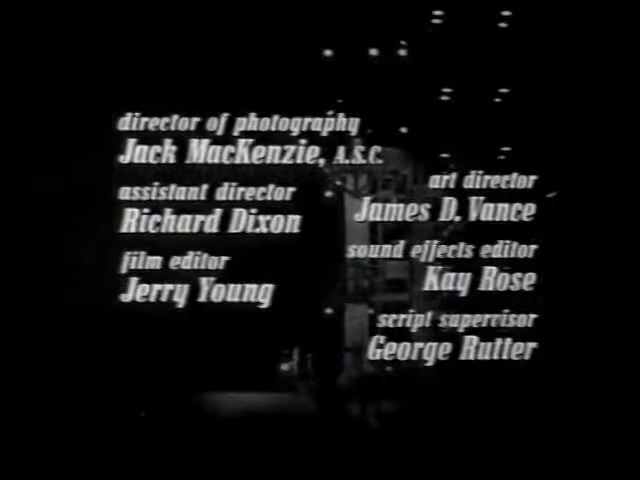 director of photography
Jack MacKenzie, A.S.C.
assistant director
Richard Dixon
film editor
Jerry Young
art director
James D. Vance
sound effects editor
Kay Rose
script supervisor
George Rutter